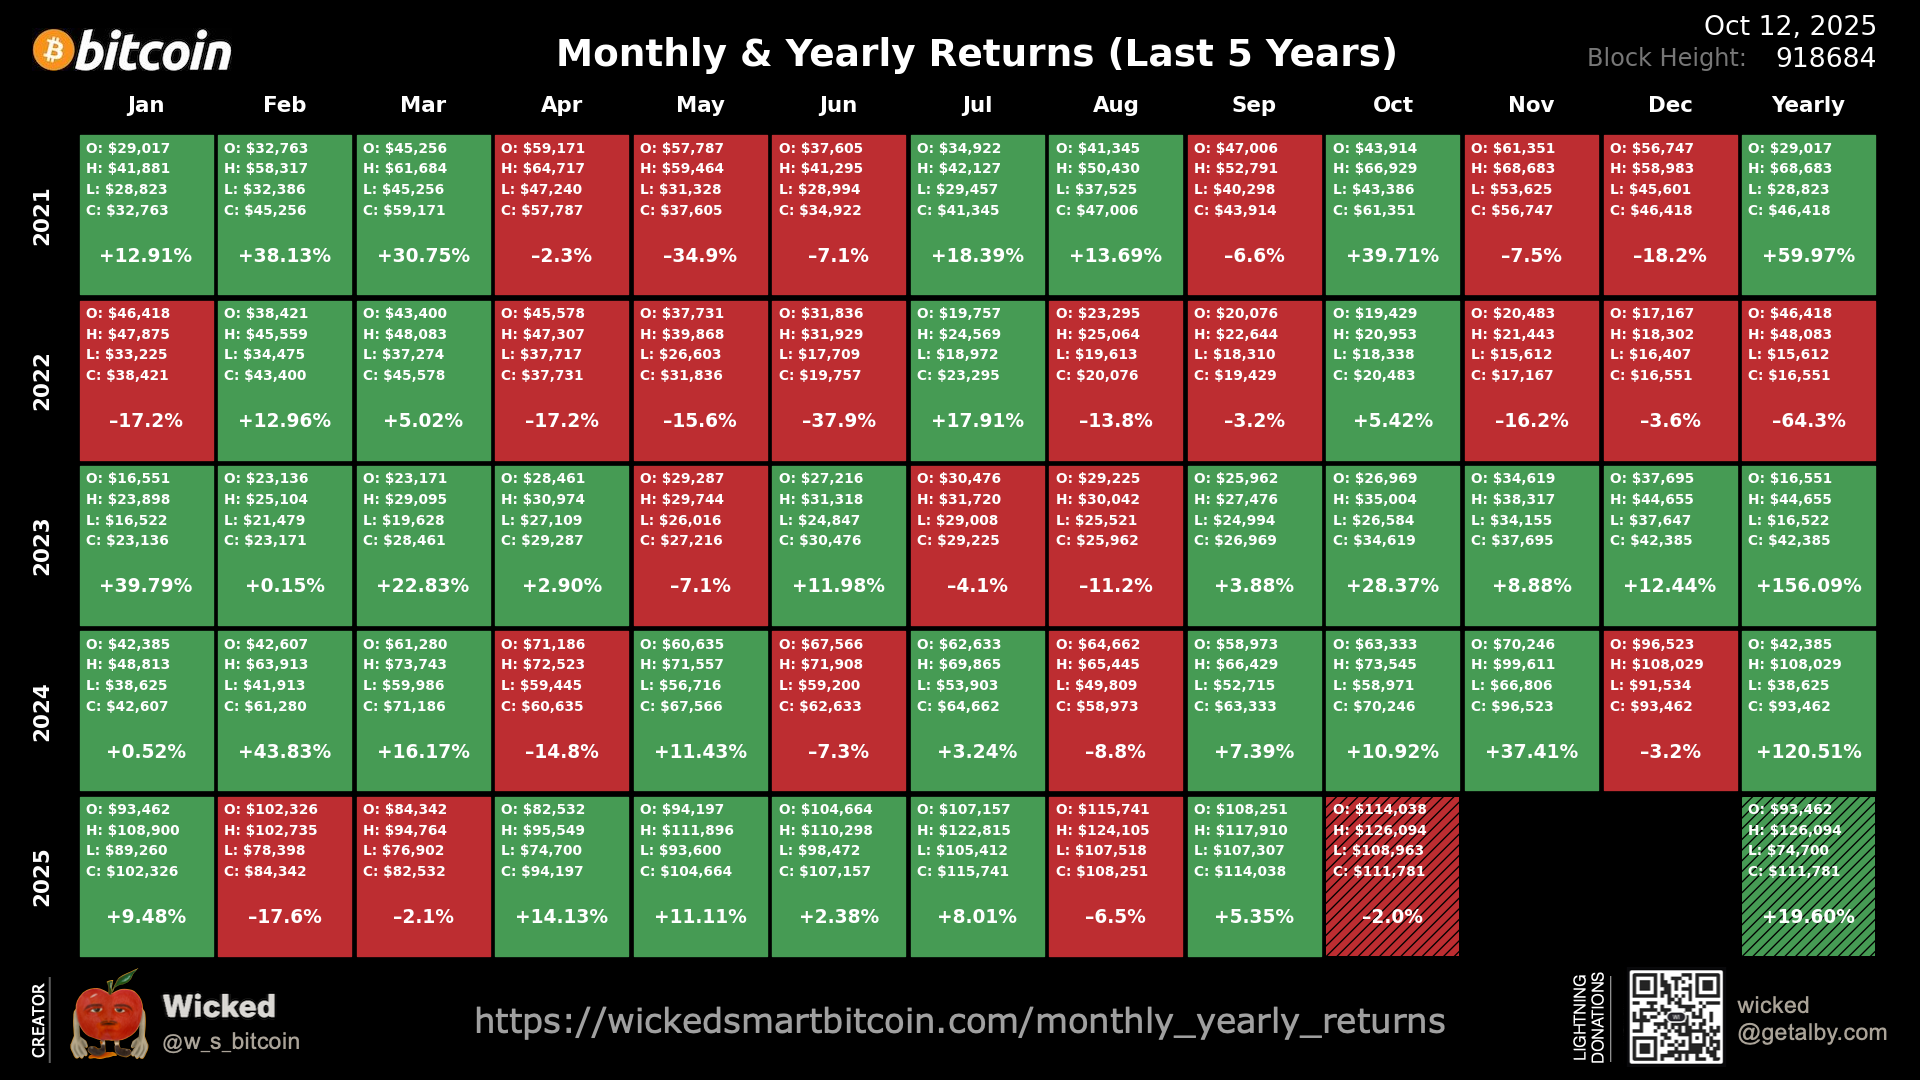 bitcoin
Monthly & Yearly Returns (Last 5 Years)
Oct 12, 2025
Block Height: 918684
Jan Feb Mar Apr May Jun Jul Aug Sep Oct Nov Dec Yearly
2021
O: $29,017 O: $32,763 O: $45,256 O: $59,171 O: $57,787 O: $37,605 O: $34,922 O: $41,345 O: $47,006 O: $43,914 O: $61,351 O: $56,747 O: $29,017
H: $41,881 H: $58,317 H: $61,684 H: $64,717 H: $59,464 H: $41,295 H: $42,127 H: $50,430 H: $52,791 H: $66,929 H: $68,683 H: $58,983 H: $68,683
L: $28,823 L: $32,386 L: $45,256 L: $47,240 L: $31,328 L: $28,994 L: $29,457 L: $37,525 L: $40,298 L: $43,386 L: $53,625 L: $45,601 L: $28,823
C: $32,763 C: $45,256 C: $59,171 C: $57,787 C: $37,605 C: $34,922 C: $41,345 C: $47,006 C: $43,914 C: $61,351 C: $56,747 C: $46,418 C: $46,418
+12.91% +38.13% +30.75% –2.3% –34.9% –7.1% +18.39% +13.69% –6.6% +39.71% –7.5% –18.2% +59.97%
2022
O: $46,418 O: $38,421 O: $43,400 O: $45,578 O: $37,731 O: $31,836 O: $19,757 O: $23,295 O: $20,076 O: $19,429 O: $20,483 O: $17,167 O: $46,418
H: $47,875 H: $45,559 H: $48,083 H: $47,307 H: $39,868 H: $31,929 H: $24,569 H: $25,064 H: $22,644 H: $20,953 H: $21,443 H: $18,302 H: $48,083
L: $33,225 L: $34,475 L: $37,274 L: $37,717 L: $26,603 L: $17,709 L: $18,972 L: $19,613 L: $18,310 L: $18,338 L: $15,612 L: $16,407 L: $15,612
C: $38,421 C: $43,400 C: $45,578 C: $37,731 C: $31,836 C: $19,757 C: $23,295 C: $20,076 C: $19,429 C: $20,483 C: $17,167 C: $16,551 C: $16,551
–17.2% +12.96% +5.02% –17.2% –15.6% –37.9% +17.91% –13.8% –3.2% +5.42% –16.2% –3.6% –64.3%
2023
O: $16,551 O: $23,136 O: $23,171 O: $28,461 O: $29,287 O: $27,216 O: $30,476 O: $29,225 O: $25,962 O: $26,969 O: $34,619 O: $37,695 O: $16,551
H: $23,898 H: $25,104 H: $29,095 H: $30,974 H: $29,744 H: $31,318 H: $31,720 H: $30,042 H: $27,476 H: $35,004 H: $38,317 H: $44,655 H: $44,655
L: $16,522 L: $21,479 L: $19,628 L: $27,109 L: $26,016 L: $24,847 L: $29,008 L: $25,521 L: $24,994 L: $26,584 L: $34,155 L: $37,647 L: $16,522
C: $23,136 C: $23,171 C: $28,461 C: $29,287 C: $27,216 C: $30,476 C: $29,225 C: $25,962 C: $26,969 C: $34,619 C: $37,695 C: $42,385 C: $42,385
+39.79% +0.15% +22.83% +2.90% –7.1% +11.98% –4.1% –11.2% +3.88% +28.37% +8.88% +12.44% +156.09%
2024
O: $42,385 O: $42,607 O: $61,280 O: $71,186 O: $60,635 O: $67,566 O: $62,633 O: $64,662 O: $58,973 O: $63,333 O: $70,246 O: $96,523 O: $42,385
H: $48,813 H: $63,913 H: $73,743 H: $72,523 H: $71,557 H: $71,908 H: $69,865 H: $65,445 H: $66,429 H: $73,545 H: $99,611 H: $108,029 H: $108,029
L: $38,625 L: $41,913 L: $59,986 L: $59,445 L: $56,716 L: $59,200 L: $53,903 L: $49,809 L: $52,715 L: $58,971 L: $66,806 L: $91,534 L: $38,625
C: $42,607 C: $61,280 C: $71,186 C: $60,635 C: $67,566 C: $62,633 C: $64,662 C: $58,973 C: $63,333 C: $70,246 C: $96,523 C: $93,462 C: $93,462
+0.52% +43.83% +16.17% –14.8% +11.43% –7.3% +3.24% –8.8% +7.39% +10.92% +37.41% –3.2% +120.51%
2025
O: $93,462 O: $102,326 O: $84,342 O: $82,532 O: $94,197 O: $104,664 O: $107,157 O: $115,741 O: $108,251 O: $114,038 O: $93,462
H: $108,900 H: $102,735 H: $94,764 H: $95,549 H: $111,896 H: $110,298 H: $122,815 H: $124,105 H: $117,910 H: $126,094 H: $126,094
L: $89,260 L: $78,398 L: $76,902 L: $74,700 L: $93,600 L: $98,472 L: $105,412 L: $107,518 L: $107,307 L: $108,963 L: $74,700
C: $102,326 C: $84,342 C: $82,532 C: $94,197 C: $104,664 C: $107,157 C: $115,741 C: $108,251 C: $114,038 C: $111,781 C: $111,781
+9.48% –17.6% –2.1% +14.13% +11.11% +2.38% +8.01% –6.5% +5.35% –2.0% +19.60%
CREATOR
Wicked
@w_s_bitcoin
https://wickedsmartbitcoin.com/monthly_yearly_returns
LIGHTNING
DONATIONS
wicked
@getalby.com